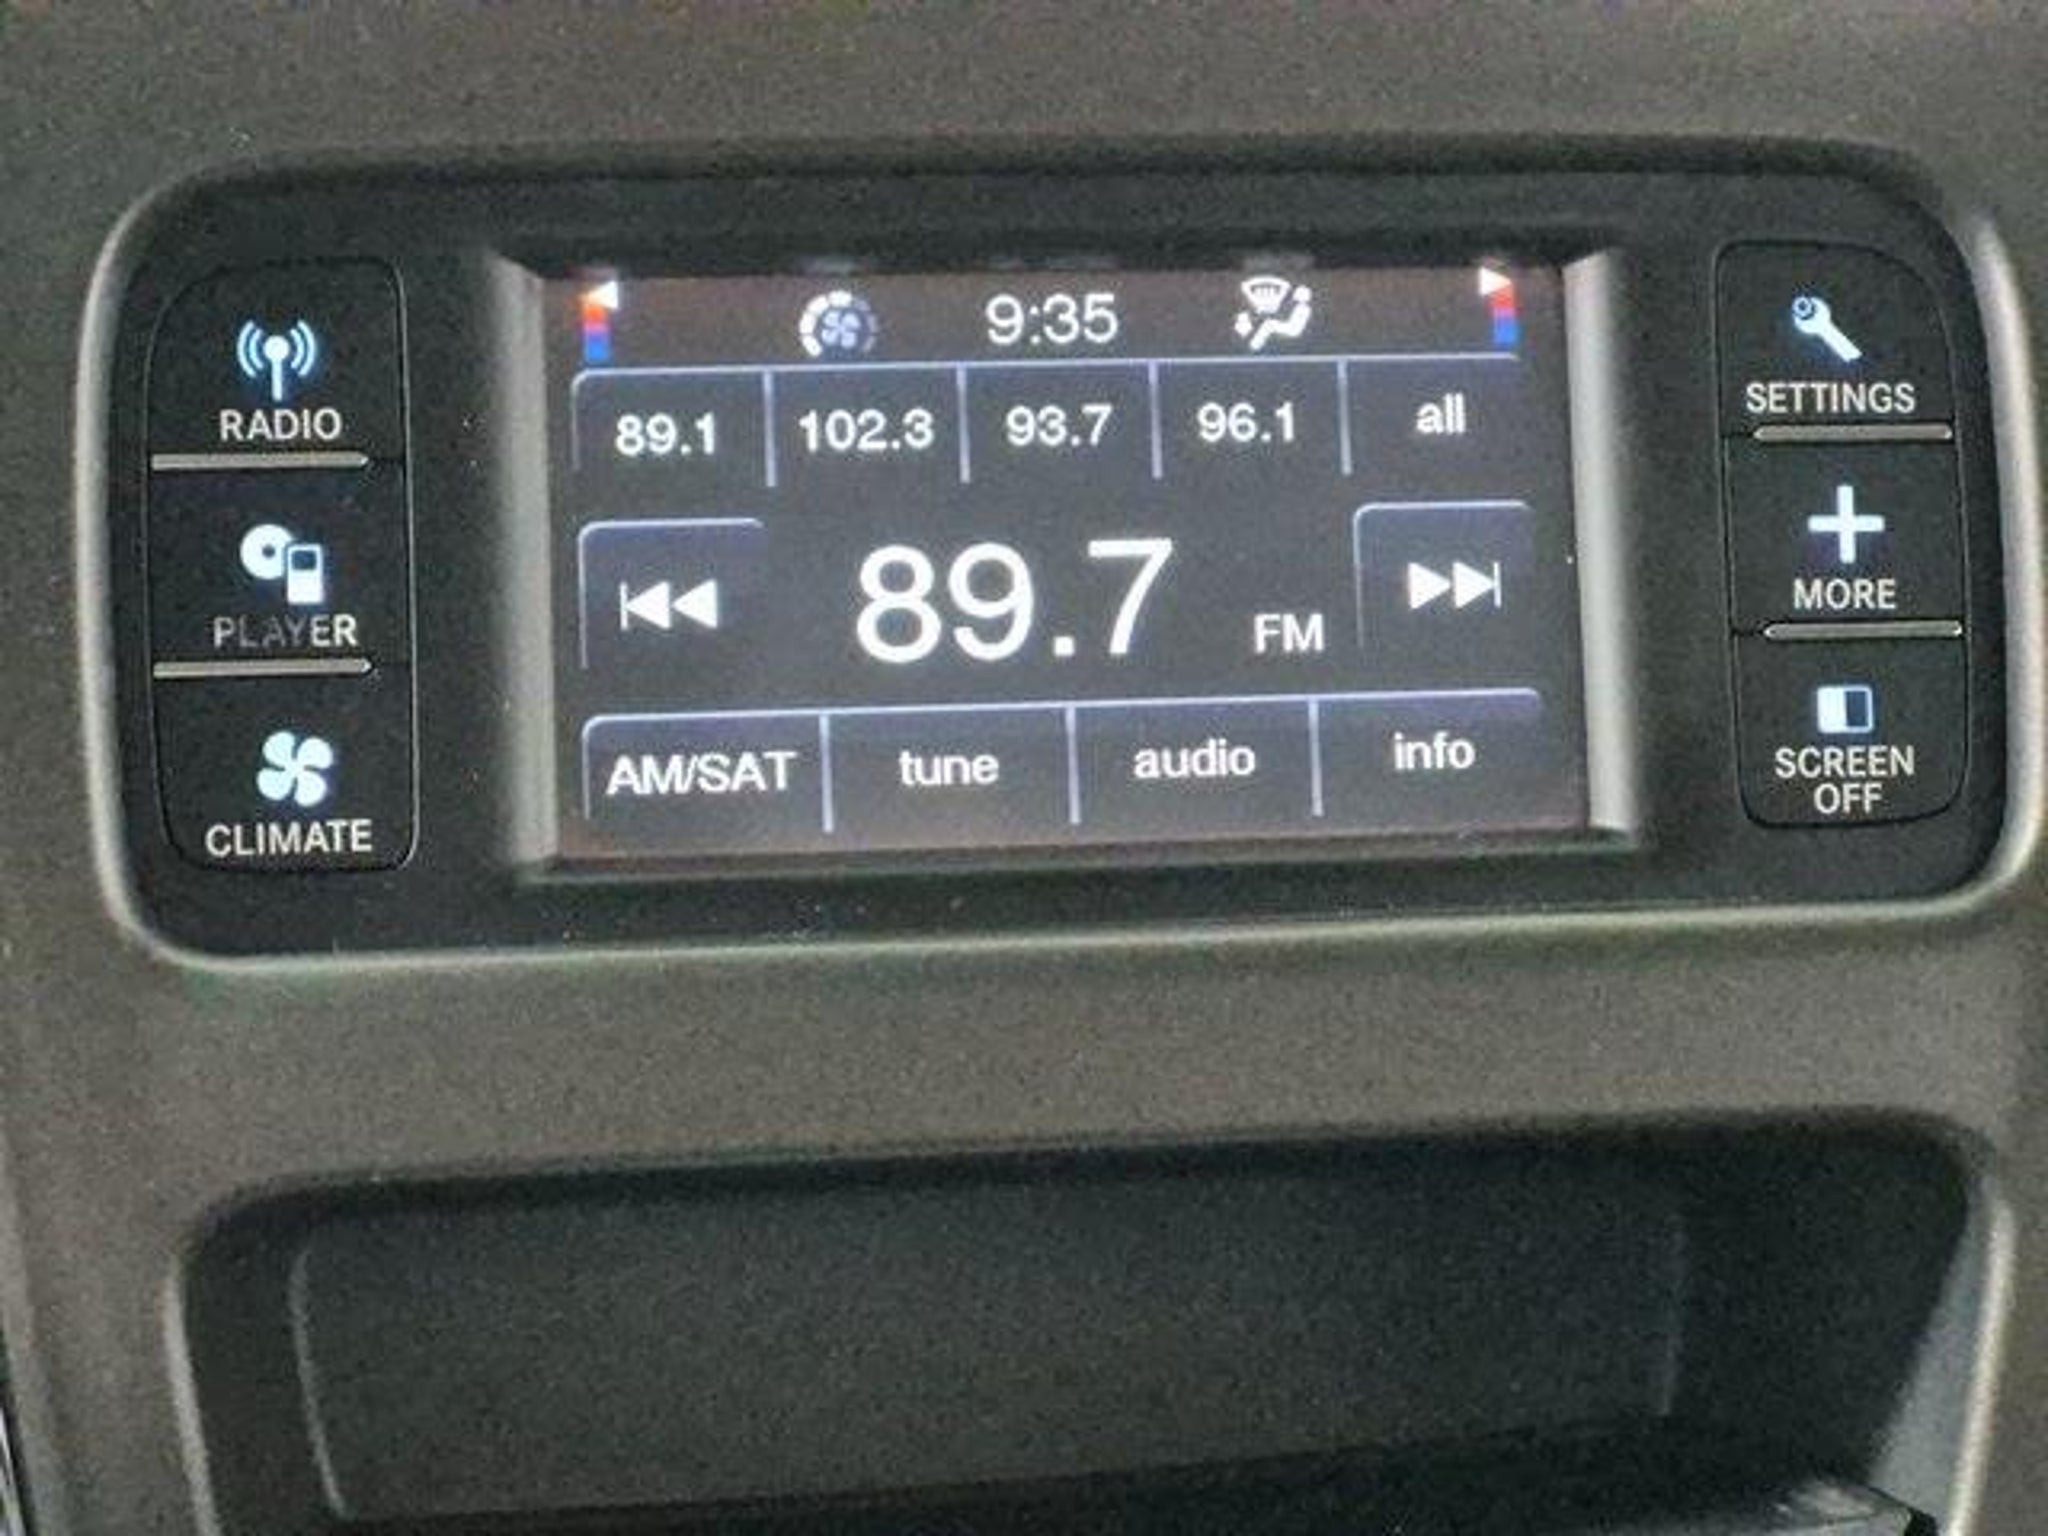 9:35
89.1 102.3 93.7 96.1 all
89.7 FM
AM/SAT tune audio info
RADIO
PLAYER
CLIMATE
SETTINGS
MORE
SCREEN
OFF